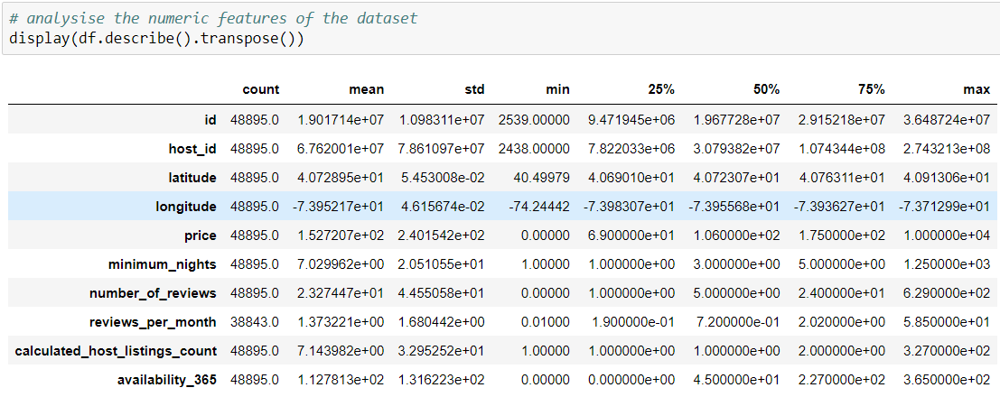 # analysise the numeric features of the dataset
display(df.describe().transpose())
count mean std min 25% 50% 75% max
id 48895.0 1.901714e+07 1.098311e+07 2539.00000 9.471945e+06 1.967728e+07 2.915218e+07 3.648724e+07
host_id 48895.0 6.762001e+07 7.861097e+07 2438.00000 7.822033e+06 3.079382e+07 1.074344e+08 2.743213e+08
latitude 48895.0 4.072895e+01 5.453008e-02 40.49979 4.069010e+01 4.072307e+01 4.076311e+01 4.091306e+01
longitude 48895.0 -7.395217e+01 4.615674e-02 -74.24442 -7.398307e+01 -7.395568e+01 -7.393627e+01 -7.371299e+01
price 48895.0 1.527207e+02 2.401542e+02 0.00000 6.900000e+01 1.060000e+02 1.750000e+02 1.000000e+04
minimum_nights 48895.0 7.029962e+00 2.051055e+01 1.00000 1.000000e+00 3.000000e+00 5.000000e+00 1.250000e+03
number_of_reviews 48895.0 2.327447e+01 4.455058e+01 0.00000 1.000000e+00 5.000000e+00 2.400000e+01 6.290000e+02
reviews_per_month 38843.0 1.373221e+00 1.680442e+00 0.01000 1.900000e-01 7.200000e-01 2.020000e+00 5.850000e+01
calculated_host_listings_count 48895.0 7.143982e+00 3.295252e+01 1.00000 1.000000e+00 1.000000e+00 2.000000e+00 3.270000e+02
availability_365 48895.0 1.127813e+02 1.316223e+02 0.00000 0.000000e+00 4.500000e+01 2.270000e+02 3.650000e+02